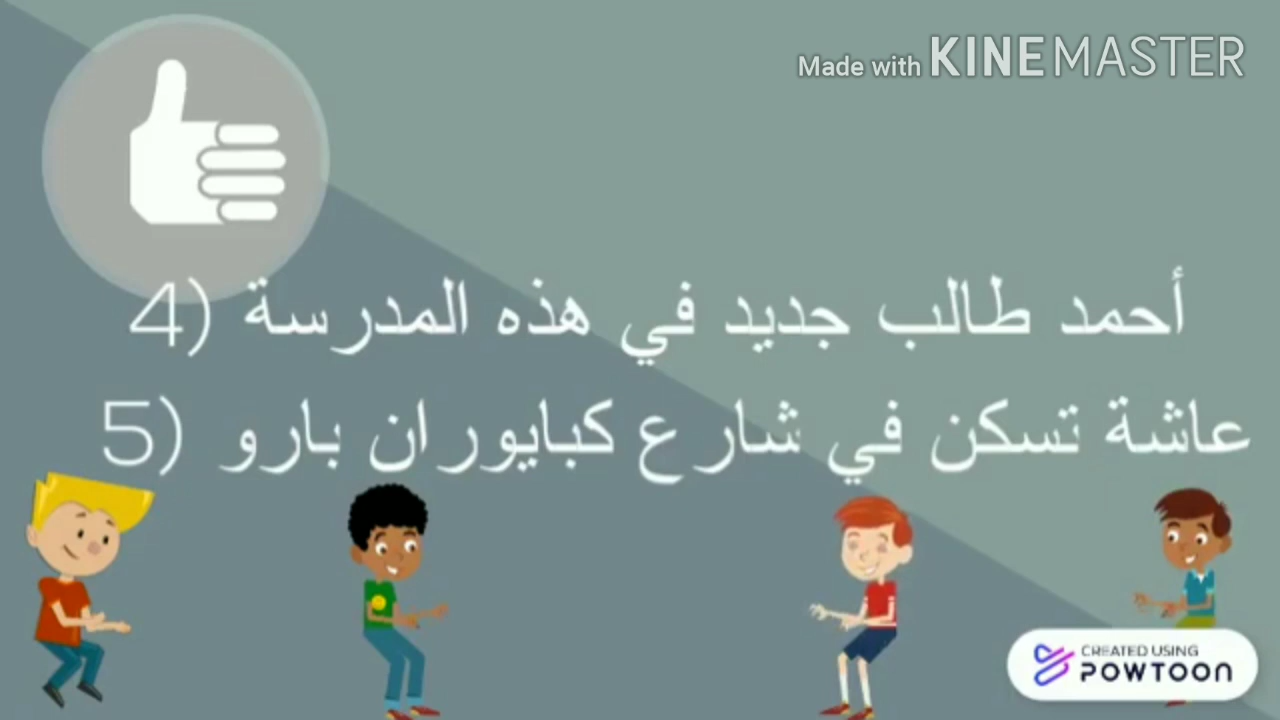 Made with KINEMASTER
أحمد طالب جديد في هذه المدرسة (4
عاشة تسكن في شارع كبايوران بارو (5
CREATED USING
POWTOON